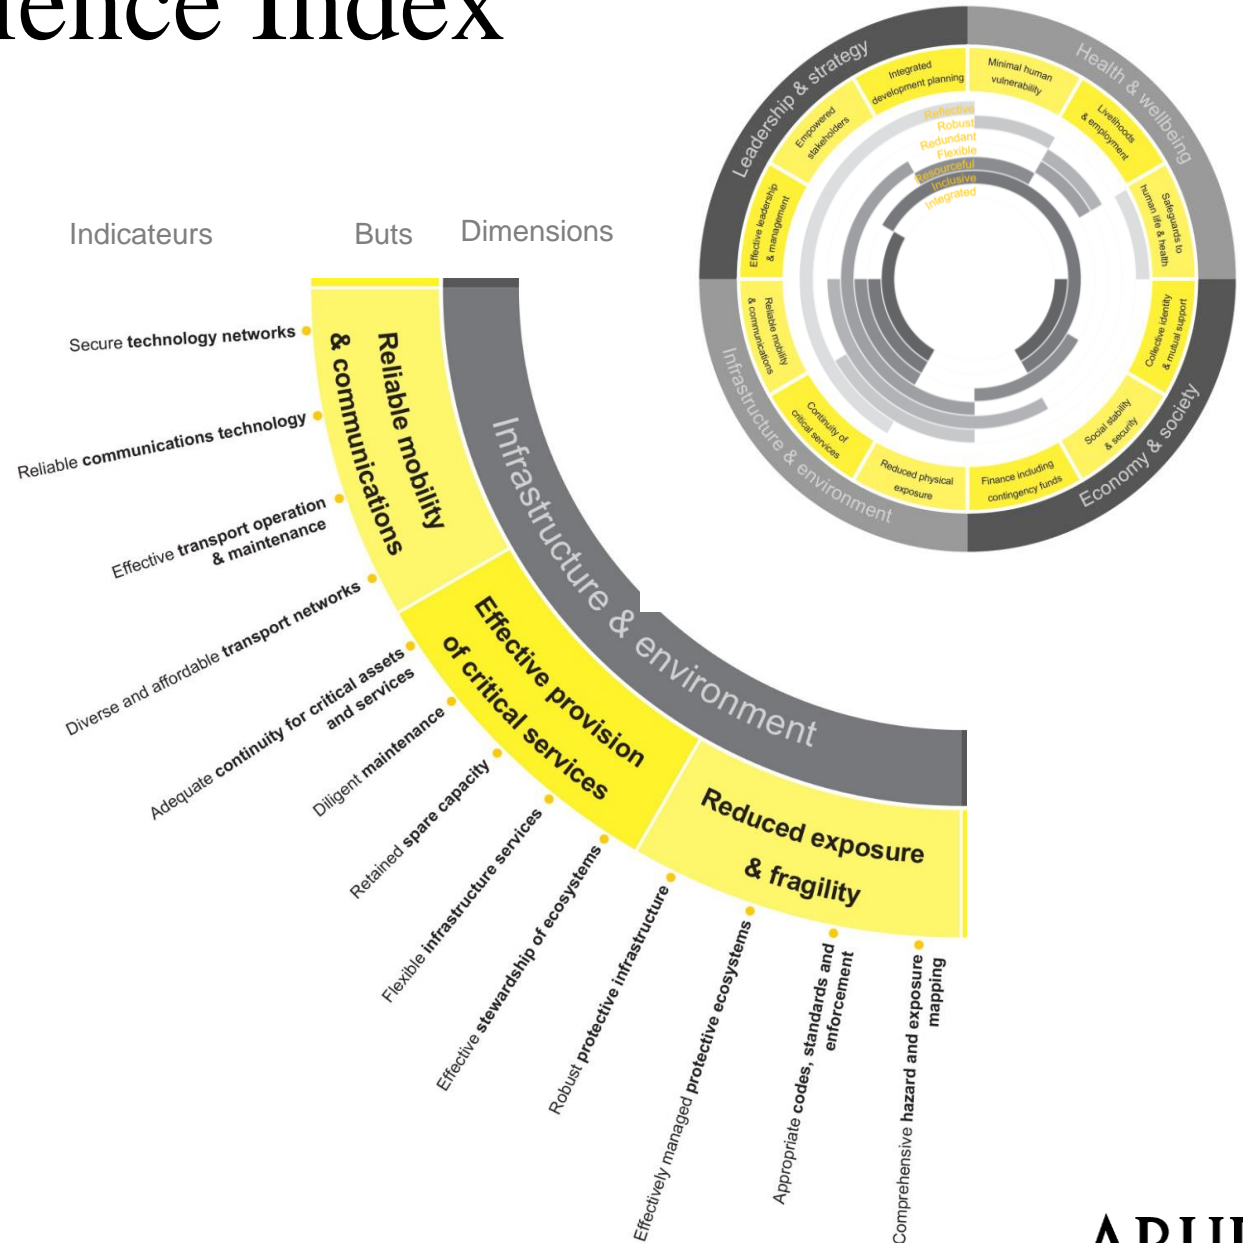 ience Index
Indicateurs
Buts
Dimensions
Secure technology networks
Reliable communications technology
Effective transport operation
& maintenance
Diverse and affordable transport networks
Adequate continuity for critical assets
and services
Diligent maintenance
Retained spare capacity
Flexible infrastructure services
Effective stewardship of ecosystems
Robust protective infrastructure
Effectively managed protective ecosystems
Appropriate codes, standards and
enforcement
Comprehensive hazard and exposure
mapping
Reliable mobility
& communications
Effective provision
of critical services
Reduced exposure
& fragility
Infrastructure & environment
Leadership & strategy
Health & wellbeing
Economy & society
Infrastructure & environment
Integrated
development planning
Minimal human
vulnerability
Livelihoods
& employment
Safeguards to
human life & health
Collective identity
& mutual support
Social stability
& security
Finance including
contingency funds
Reduced physical
exposure
Continuity of
critical services
Reliable mobility
& communications
Effective leadership
& management
Empowered
stakeholders
Reflective
Robust
Redundant
Flexible
Resourceful
Inclusive
Integrated
ARUP